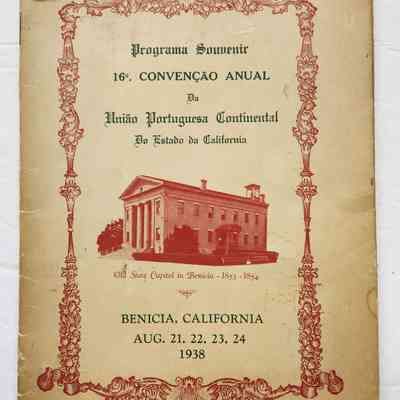 Programa Souvenir
16ª. CONVENÇÃO ANUAL
Da
União Portuguesa Continental
Do Estado da California
Old State Capitol in Benicia - 1853 - 1854
BENICIA, CALIFORNIA
AUG. 21, 22, 23, 24
1938